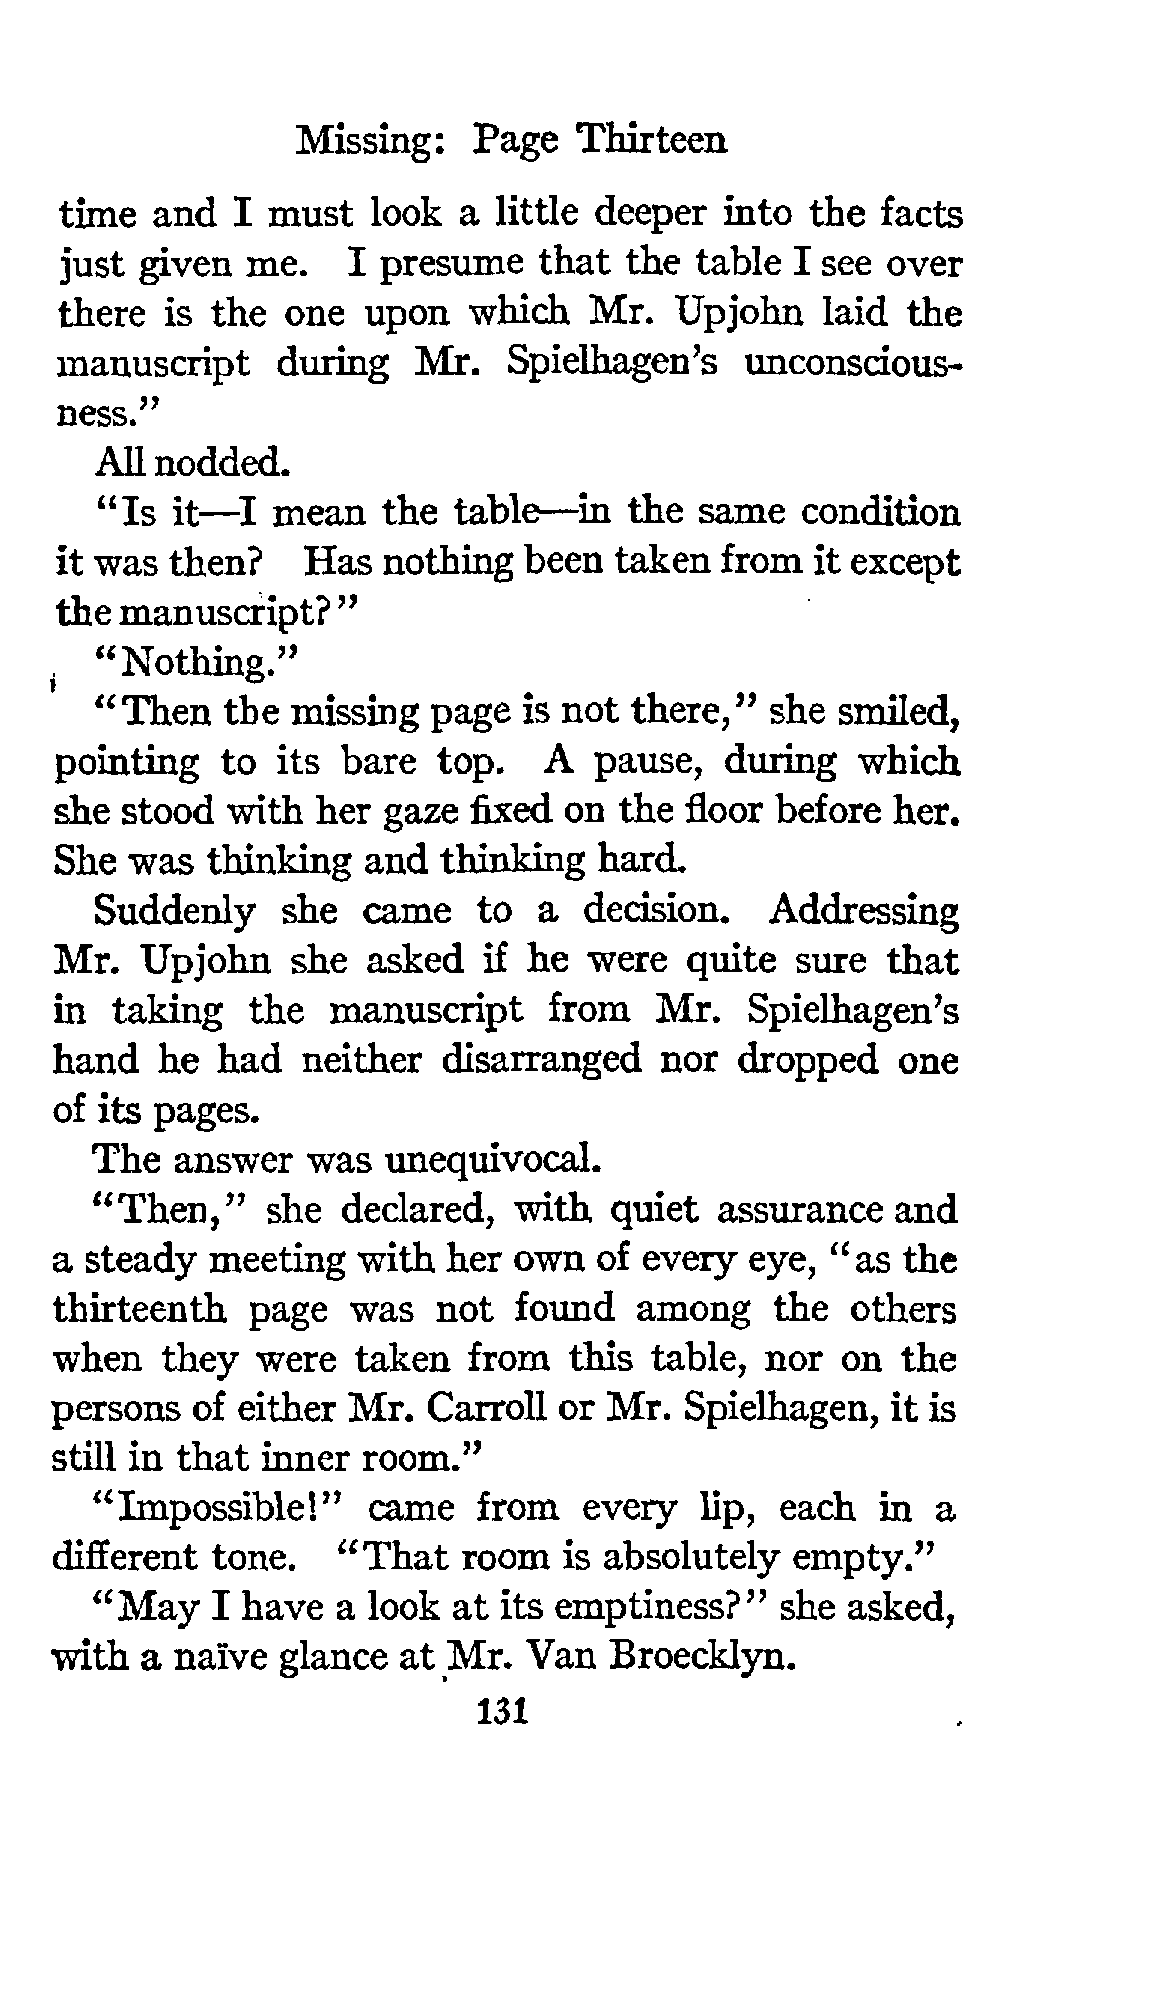 Missing: Page Thirteen
time and I must look a little deeper into the facts
just given me. I presume that the table I see over
there is the one upon which Mr. Upjohn laid the
manuscript during Mr. Spielhagen's unconscious-
ness."
All nodded.
"Is it—I mean the table—in the same condition
it was then? Has nothing been taken from it except
the manuscript?"
"Nothing."
"Then the missing page is not there," she smiled,
pointing to its bare top. A pause, during which
she stood with her gaze fixed on the floor before her.
She was thinking and thinking hard.
Suddenly she came to a decision. Addressing
Mr. Upjohn she asked if he were quite sure that
in taking the manuscript from Mr. Spielhagen's
hand he had neither disarranged nor dropped one
of its pages.
The answer was unequivocal.
"Then," she declared, with quiet assurance and
a steady meeting with her own of every eye, "as the
thirteenth page was not found among the others
when they were taken from this table, nor on the
persons of either Mr. Carroll or Mr. Spielhagen, it is
still in that inner room."
"Impossible!" came from every lip, each in a
different tone. "That room is absolutely empty."
"May I have a look at its emptiness?" she asked,
with a naïve glance at Mr. Van Broecklyn.
131